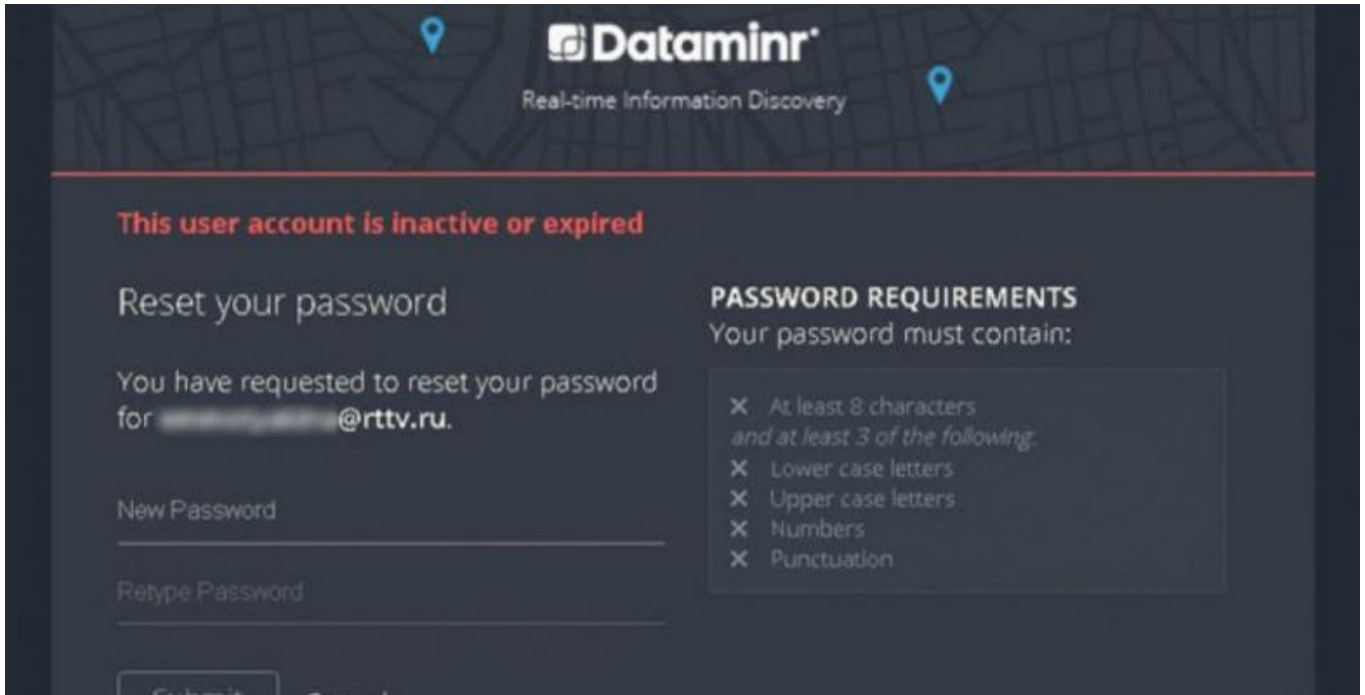 Dataminr
Real-time Information Discovery
This user account is inactive or expired
Reset your password
You have requested to reset your password
for @rttv.ru.
New Password
Retype Password
PASSWORD REQUIREMENTS
Your password must contain:
× At least 8 characters
and at least 3 of the following:
× Lower case letters
× Upper case letters
× Numbers
× Punctuation